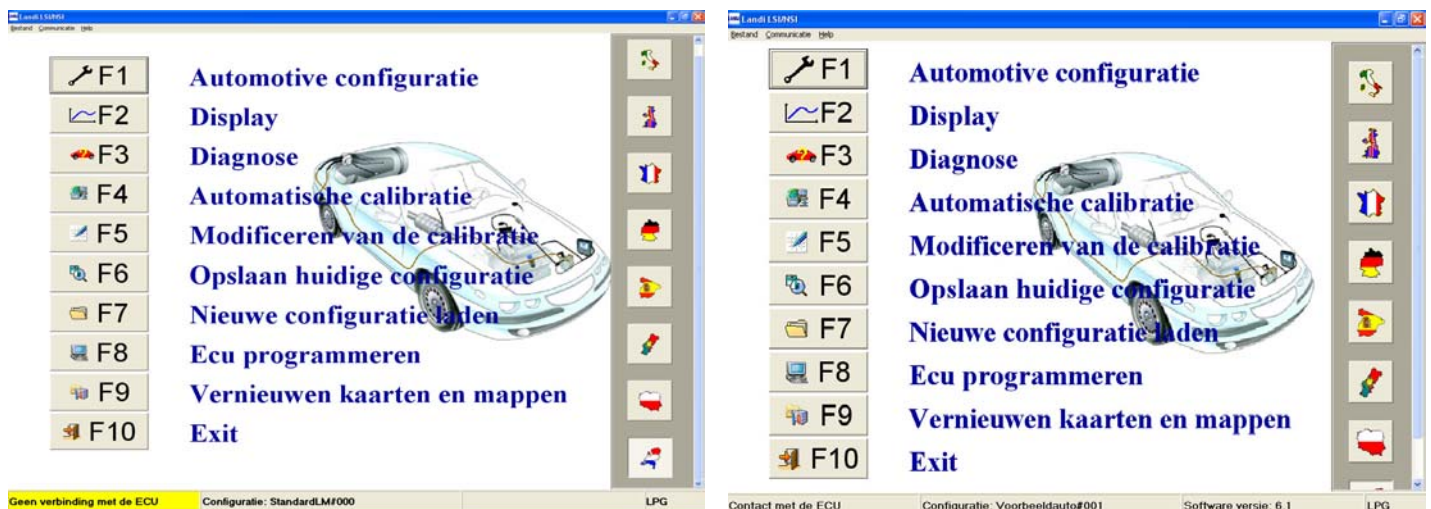 Landi LSI/NSI
Bestand Communicatie Help
F1 Automotive configuratie
F2 Display
F3 Diagnose
F4 Automatische calibratie
F5 Modificeren van de calibratie
F6 Opslaan huidige configuratie
F7 Nieuwe configuratie laden
F8 Ecu programmeren
F9 Vernieuwen kaarten en mappen
F10 Exit
Geen verbinding met de ECU Configuratie: StandardLM#000 LPG
Landi LSI/NSI
Bestand Communicatie Help
F1 Automotive configuratie
F2 Display
F3 Diagnose
F4 Automatische calibratie
F5 Modificeren van de calibratie
F6 Opslaan huidige configuratie
F7 Nieuwe configuratie laden
F8 Ecu programmeren
F9 Vernieuwen kaarten en mappen
F10 Exit
Contact met de ECU Configuratie: Voorbeeldauto#001 Software versie: 6.1 LPG